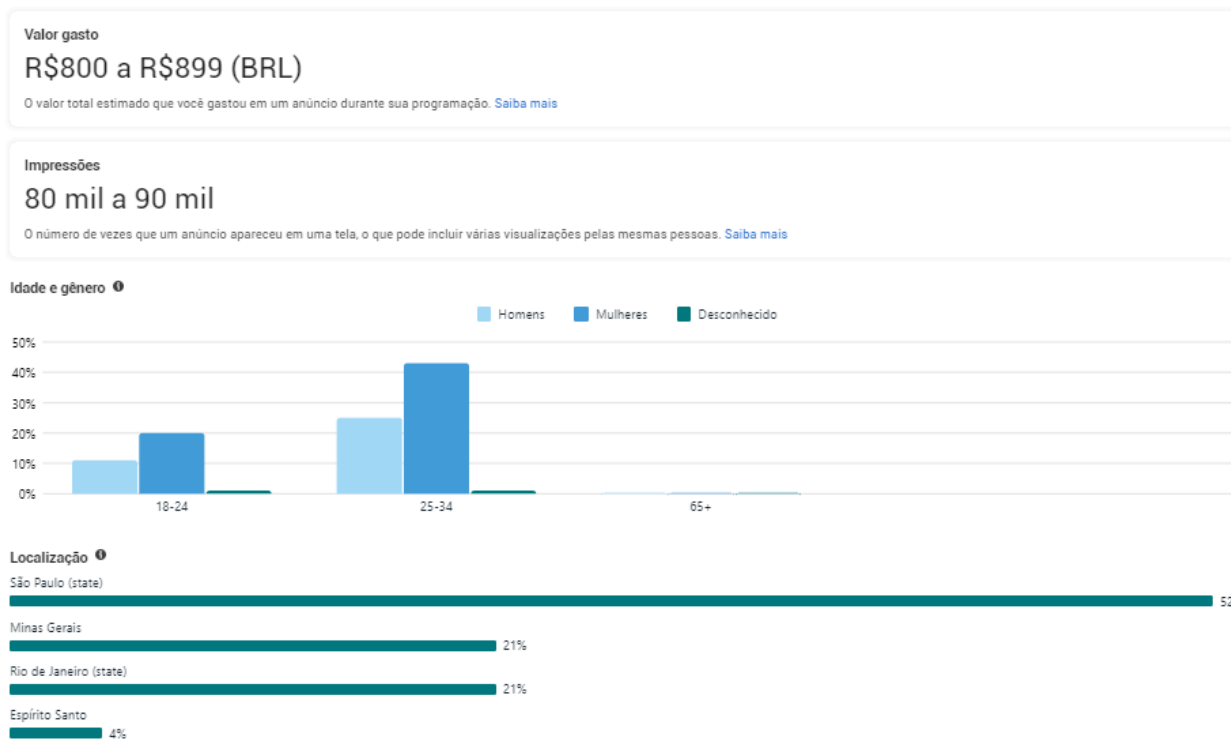 Valor gasto
R$800 a R$899 (BRL)
O valor total estimado que você gastou em um anúncio durante sua programação. Saiba mais
Impressões
80 mil a 90 mil
O número de vezes que um anúncio apareceu em uma tela, o que pode incluir várias visualizações pelas mesmas pessoas. Saiba mais
Idade e gênero
Homens Mulheres Desconhecido
50%
40%
30%
20%
10%
0%
18-24 25-34 65+
Localização
São Paulo (state)
52
Minas Gerais
21%
Rio de Janeiro (state)
21%
Espírito Santo
4%